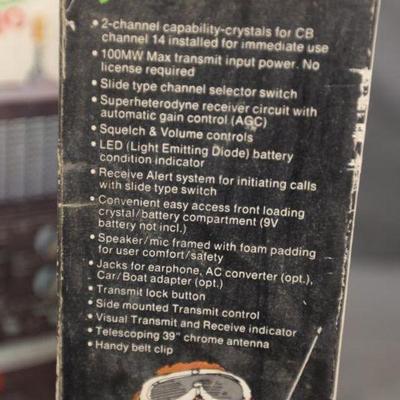 • 2-channel capability-crystals for CB
channel 14 installed for immediate use
• 100MW Max transmit input power. No
license required
• Slide type channel selector switch
• Superheterodyne receiver circuit with
automatic gain control (AGC)
• Squelch & Volume controls
• LED (Light Emitting Diode) battery
condition indicator
• Receive Alert system for initiating calls
with slide type switch
• Convenient easy access front loading
crystal/battery compartment (9V
battery not incl.)
• Speaker/mic framed with foam padding
for user comfort/safety
• Jacks for earphone, AC converter (opt.),
Car/Boat adapter (opt.)
• Transmit lock button
• Side mounted Transmit control
• Visual Transmit and Receive indicator
• Telescoping 39" chrome antenna
• Handy belt clip